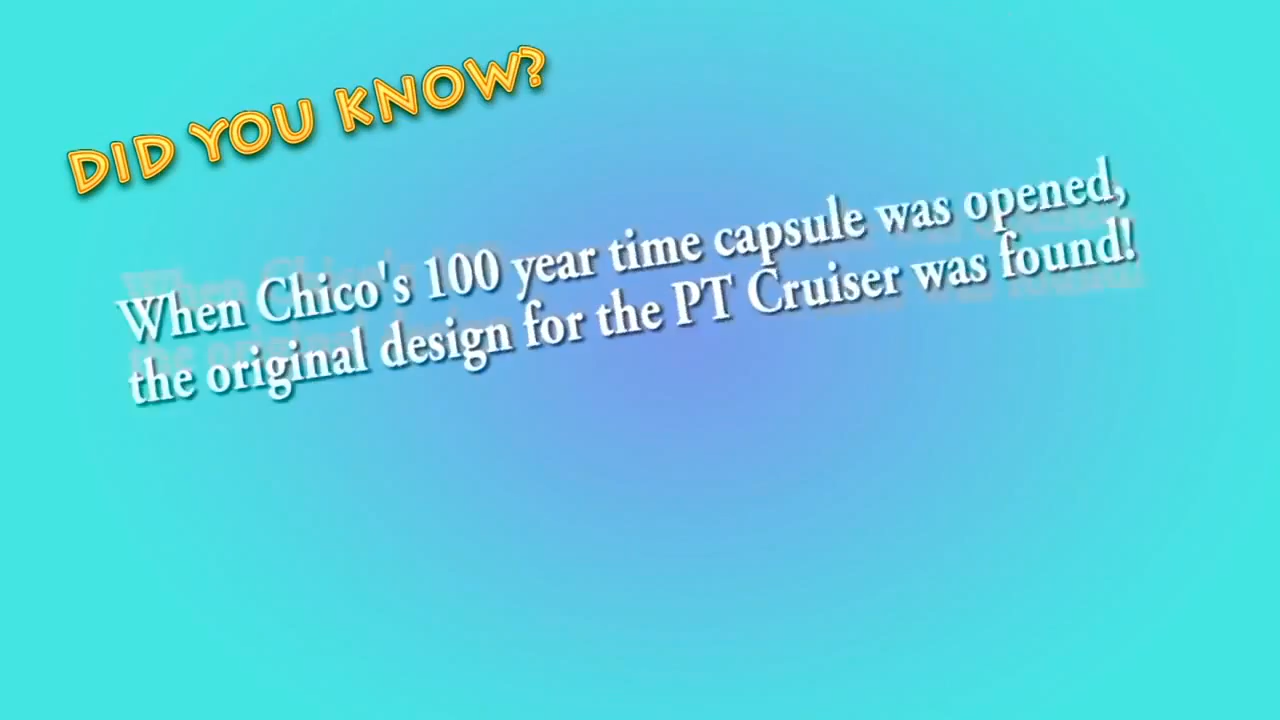 DID YOU KNOW?
When Chico's 100 year time capsule was opened,
the original design for the PT Cruiser was found!